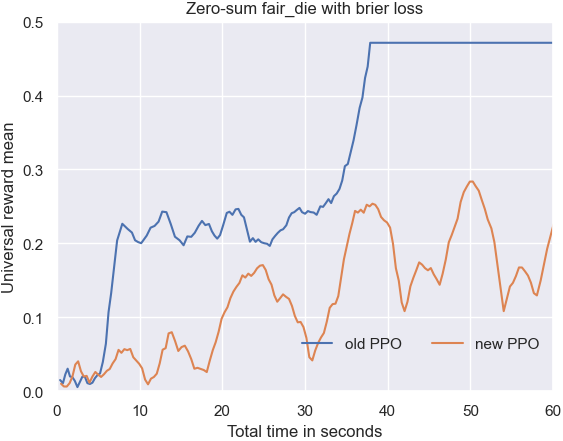 Zero-sum fair_die with brier loss
Universal reward mean
0.5
0.4
0.3
0.2
0.1
0.0
old PPO
new PPO
0 10 20 30 40 50 60
Total time in seconds